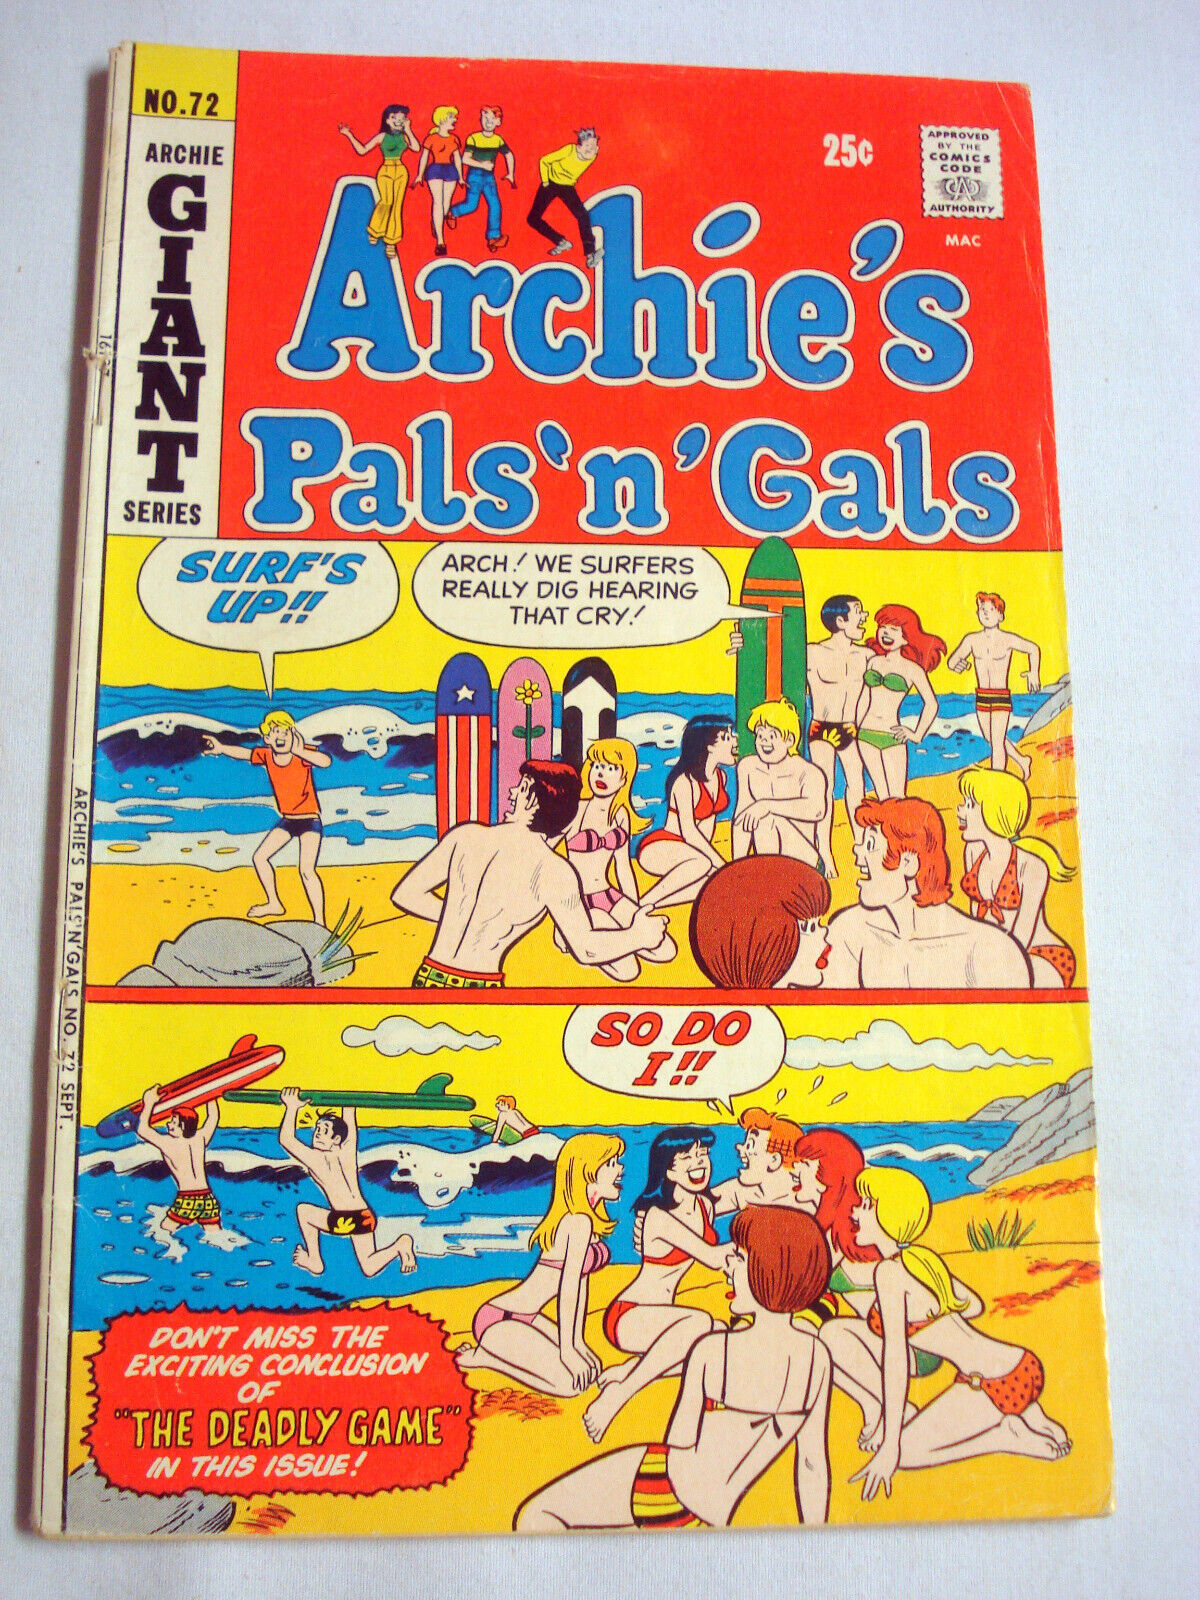 NO.72
ARCHIE
GIANT
SERIES
25¢
APPROVED
BY THE
COMICS
CODE
CA
AUTHORITY
MAC
Archie's
Pals 'n' Gals
SURF'S
UP!!
ARCH! WE SURFERS
REALLY DIG HEARING
THAT CRY!
SO DO
I!!
DON'T MISS THE
EXCITING CONCLUSION
OF
"THE DEADLY GAME"
IN THIS ISSUE!
ARCHIE'S PALS'N'GALS NO. 72 SEPT.